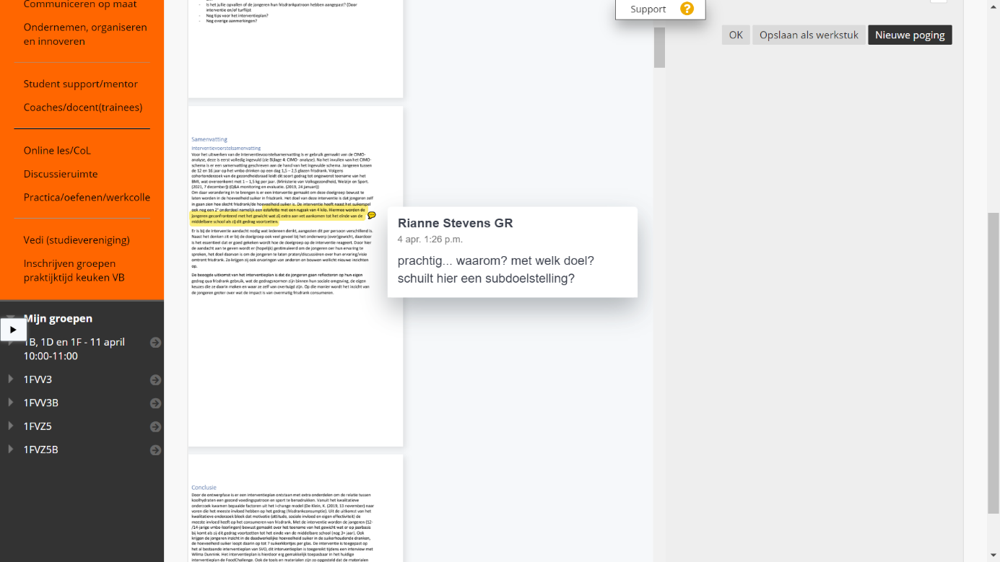 Communiceren op maat
Ondernemen, organiseren
en innoveren
Student support/mentor
Coaches/docent(trainees)
Online les/CoL
Discussieruimte
Practica/oefenen/werkcolle
Vedi (studievereniging)
Inschrijven groepen
praktijktijd keuken VB
Mijn groepen
1B, 1D en 1F - 11 april
10:00-11:00
1FVV3
1FVV3B
1FVZ5
1FVZ5B
- Is het jullie opvallen of de jongeren hun frisdrankpatroon hebben aangepast? (Door
interventie en/of turflijst
- Nog tips voor het interventieplan?
- Nog overige aanmerkingen?
Samenvatting
Interventievoorstelsamenvatting
Voor het uitwerken van de interventievoorstelsamenvatting is er gebruik gemaakt van de CIMO-
analyse, deze is eerst volledig ingevuld (zie Bijlage 4: CIMO- analyse). Na het invullen van het CIMO-
schema is er een samenvatting geschreven aan de hand van het ingevulde schema. Jongeren tussen
de 12 en 16 jaar op het vmbo drinken op een dag 1,5 – 2,5 glazen frisdrank. Volgens
cohortonderzoek van de gezondheidsraad leidt dit soort gedrag tot ongewenst toename van het
BMI, wat overeenkomt met 1 – 1,5 kg per jaar. (Ministerie van Volksgezondheid, Welzijn en Sport.
(2021, 7 december)) (Q&A monitoring en evaluatie. (2019, 24 januari))
Om daar verandering in te brengen is er een interventie gemaakt om deze doelgroep bewust te
laten worden in de hoeveelheid suiker in frisdrank. Het doel van deze interventie is dat jongeren zelf
in gaan zien hoe slecht frisdrank/de hoeveelheid suiker is. De interventie heeft naast het suikerspel
ook nog een 2e onderdeel namelijk een estafette met een rugzak van 4 kilo. Hiermee worden de
jongeren geconfronteerd met het gewicht wat zij extra aan vet aankomen tot het einde van de
middelbare school als zij dit gedrag voortzetten.
Er is bij de interventie aandacht nodig wat iedereen denkt, aangezien dit per persoon verschillend is.
Naast het denken zit er bij de doelgroep ook veel gevoel bij het onderwerp (over)gewicht, daardoor
is het essentieel dat er goed gekeken wordt hoe de doelgroep op de interventie reageert. Door hier
de aandacht aan te geven wordt er (hopelijk) gestimuleerd om de jongeren oer hun ervaring te
spreken, het doel daarvan is om de jongeren te laten praten/discussiëren over hun ervaring/visie
omtrent frisdrank. Zo krijgen zij ook ervaringen van anderen en bouwen wellicht nieuwe inzichten
op.
De beoogde uitkomst van het interventieplan is dat de jongeren gaan reflecteren op hun eigen
gedrag qua frisdrank gebruik, wat de gedragsnormen zijn binnen hun sociale omgeving, de eigen
keuzes die ze daarin maken en waar ze zelf van overtuigd zijn. Op die manier wordt het inzicht van
de jongeren groter over wat de impact is van overmatig frisdrank consumeren.
Conclusie
Door de ontwerpfase is er een interventieplan ontstaan met extra onderdelen om de relatie tussen
koolhydraten een gezond voedingspatroon en sport te benadrukken. Vanuit het kwalitatieve
onderzoek kwamen bepaalde factoren uit het I-change model (De Klein, K. (2019, 13 november) naar
voren die het meeste invloed hebben op het gedrag (frisdrankconsumptie). Uit de uitkomst van het
kwalitatieve onderzoek bleek dat motivatie (attitude, sociale invloed en eigen effectiviteit) de
meeste invloed heeft op het consumeren van frisdrank. Met de interventie worden de jongeren (12-
/14-jarige vmbo-leerlingen) bewust gemaakt over het toename van het gewicht wat er op jaarbasis
bij komt als zij dit gedrag voortzetten tot het einde van de middelbare school (nog 3+ jaar). Ook
krijgen de jongeren inzicht in de daadwerkelijke hoeveelheid suiker in de suikerhoudende dranken,
de hoeveelheid suiker loopt daarin op tot 7 suikerklontjes per glas. De interventie is toegepast op
het al bestaande interventieplan van SVO, dit interventieplan is toegereikt tijdens een interview met
Wilma Dunnink. Het interventieplan is hierdoor erg gemakkelijk toepasbaar in het huidige
interventieplan de FoodChallenge. Ook de tools en materialen zijn zo opgesteld dat de materialen
Rianne Stevens GR
4 apr. 1:26 p.m.
prachtig... waarom? met welk doel?
schuilt hier een subdoelstelling?
Support ?
OK
Opslaan als werkstuk
Nieuwe poging